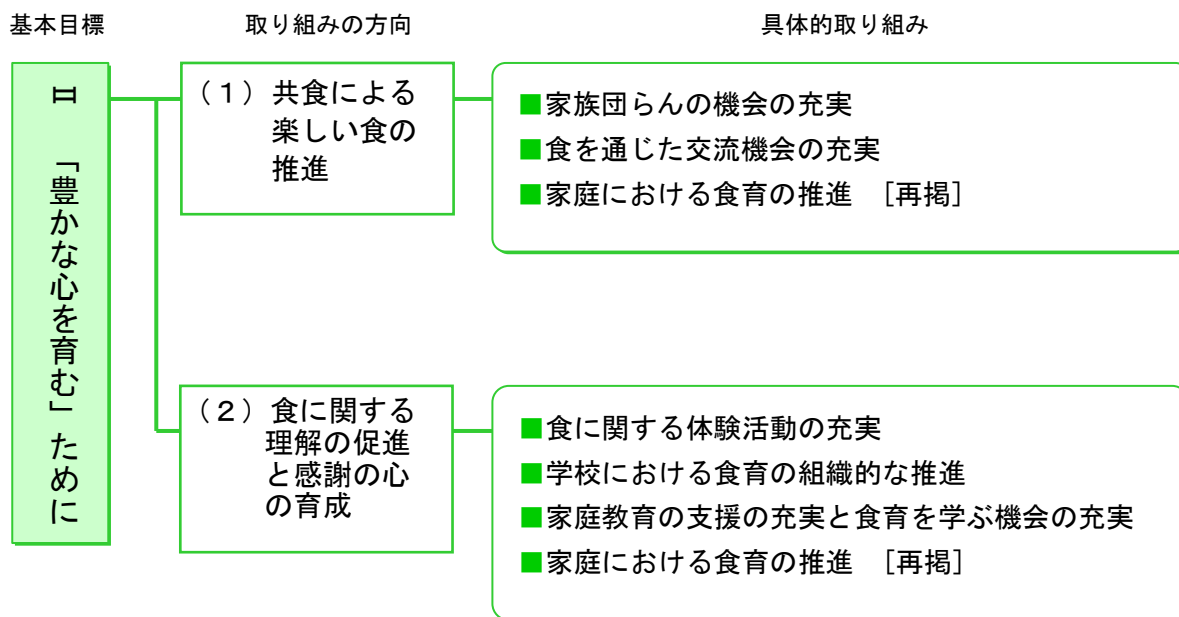 基本目標
取り組みの方向
具体的取り組み
Ⅱ 「豊かな心を育む」ために
(1) 共食による
楽しい食の
推進
■家族団らんの機会の充実
■食を通じた交流機会の充実
■家庭における食育の推進 [再掲]
(2) 食に関する
理解の促進
と感謝の心
の育成
■食に関する体験活動の充実
■学校における食育の組織的な推進
■家庭教育の支援の充実と食育を学ぶ機会の充実
■家庭における食育の推進 [再掲]